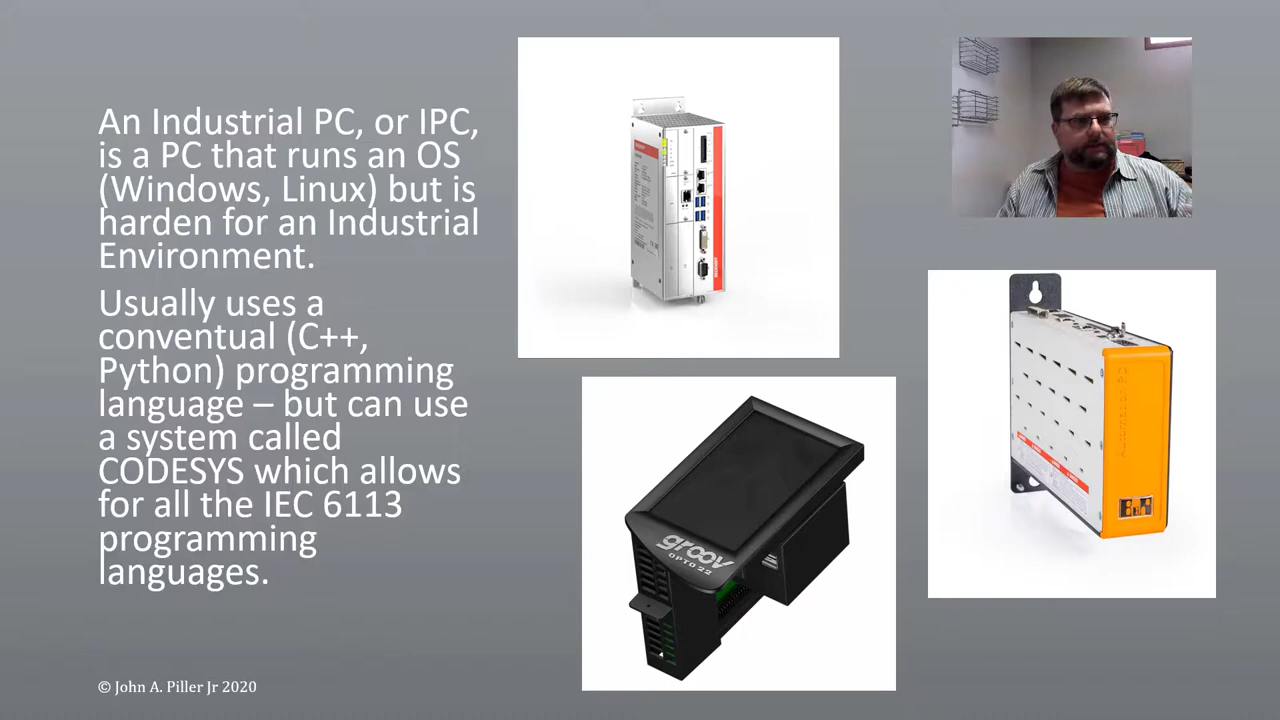 An Industrial PC, or IPC,
is a PC that runs an OS
(Windows, Linux) but is
harden for an Industrial
Environment.
Usually uses a
conventual (C++,
Python) programming
language – but can use
a system called
CODESYS which allows
for all the IEC 6113
programming
languages.
groov
OPTO 22
Automation PC
© John A. Piller Jr 2020